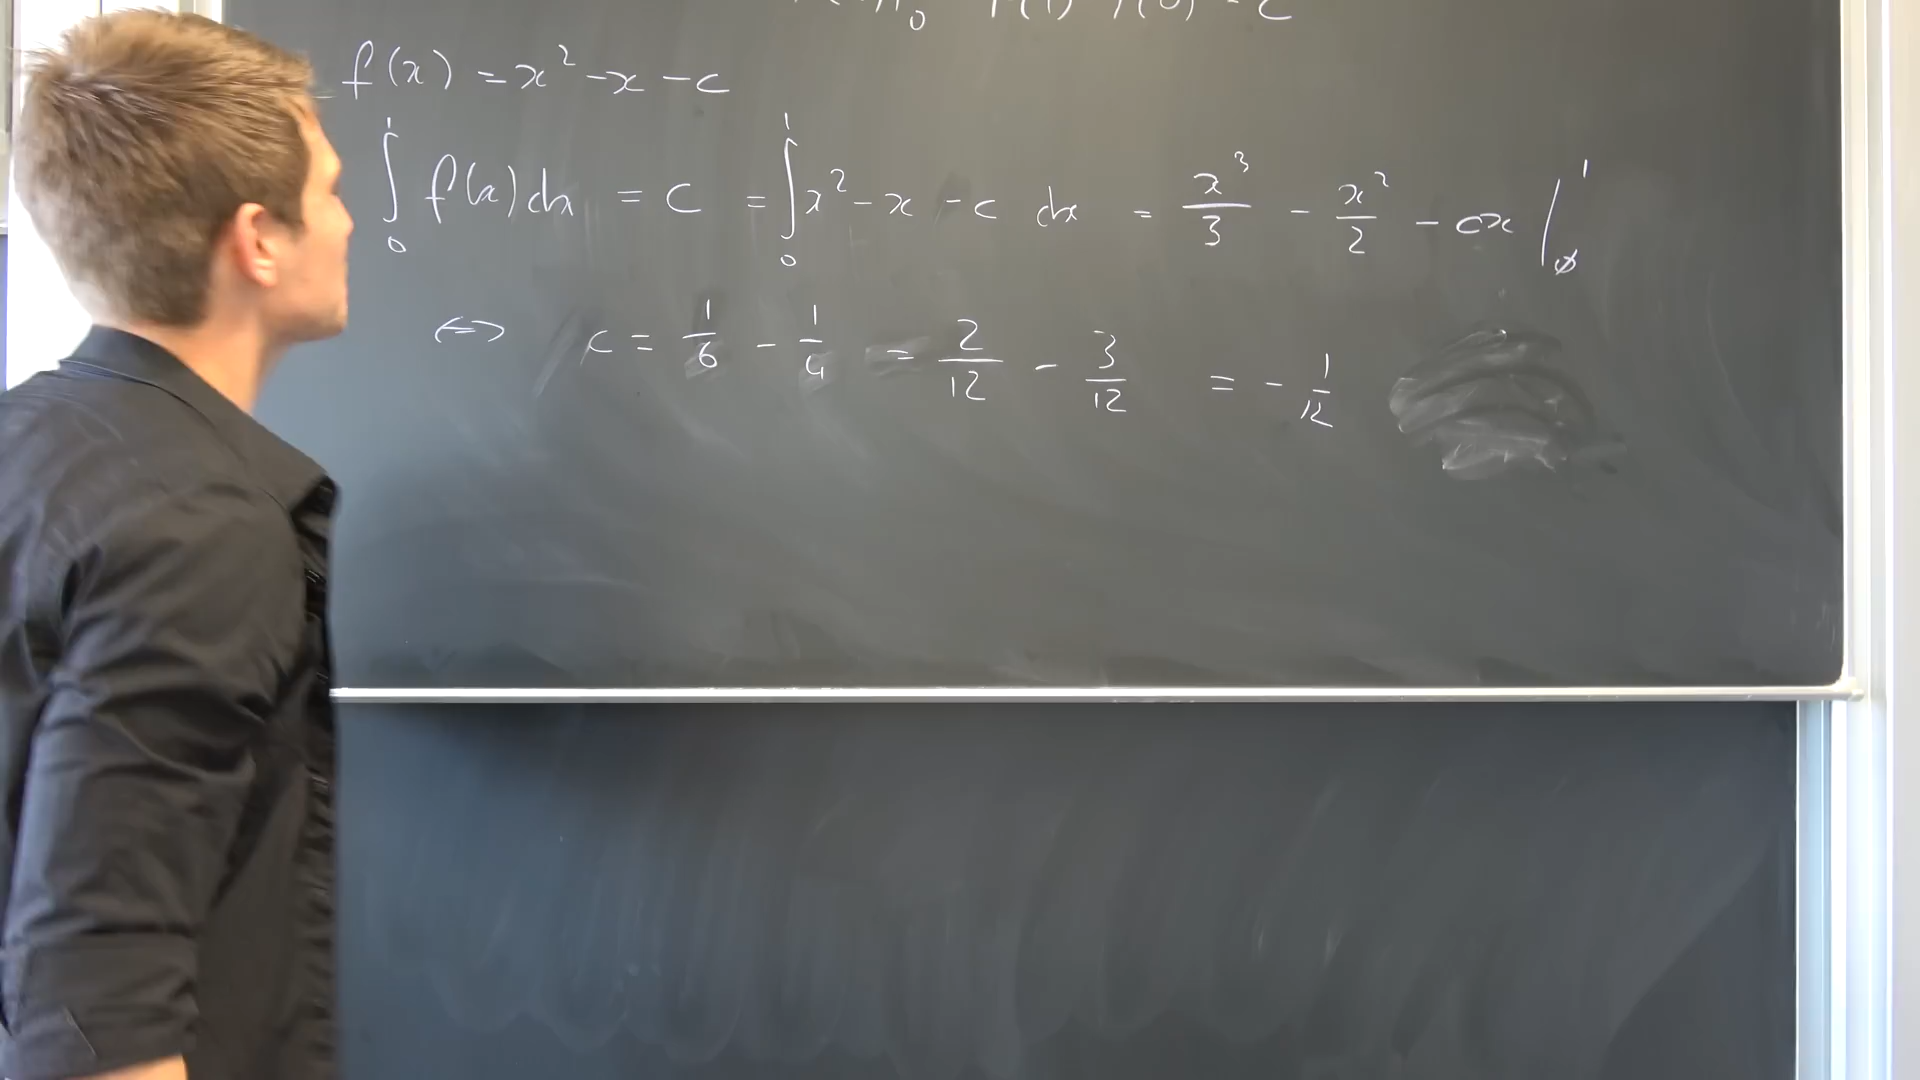 f(x) = x² - x - c
∫₀¹ f(x) dx = c = ∫₀¹ x² - x - c dx = x³/3 - x²/2 - cx |₀¹
⇔ c = 1/6 - 1/4 = 2/12 - 3/12 = - 1/12